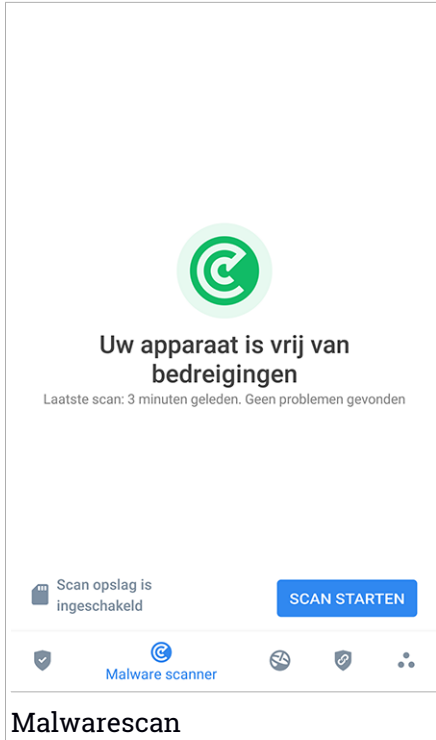 Uw apparaat is vrij van
bedreigingen
Laatste scan: 3 minuten geleden. Geen problemen gevonden
Scan opslag is
ingeschakeld
SCAN STARTEN
Malware scanner
Malwarescan